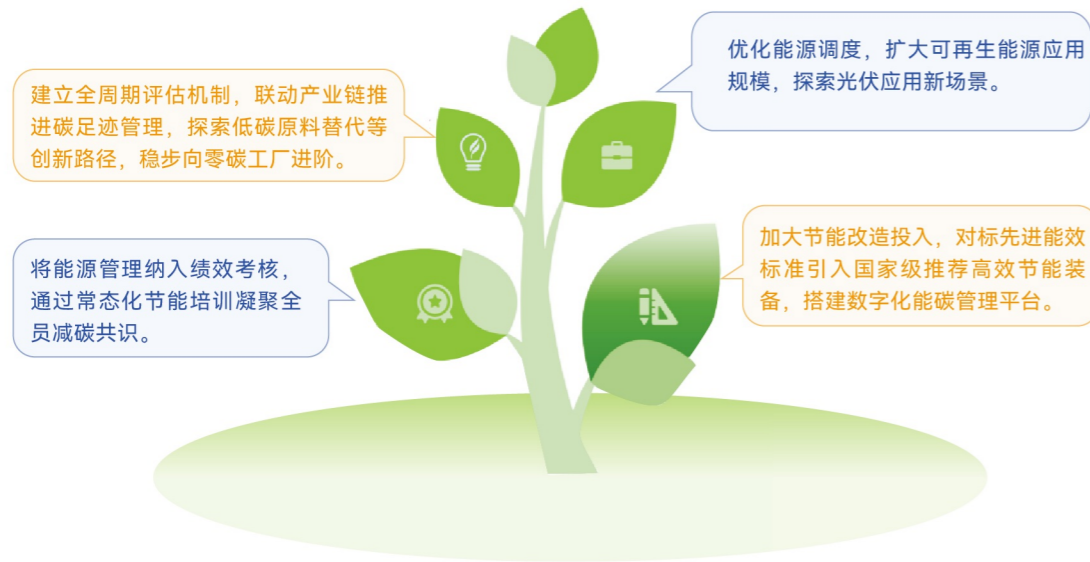 优化能源调度，扩大可再生能源应用
规模，探索光伏应用新场景。
建立全周期评估机制，联动产业链推
进碳足迹管理，探索低碳原料替代等
创新路径，稳步向零碳工厂进阶。
加大节能改造投入，对标先进能效
标准引入国家级推荐高效节能装
备，搭建数字化能碳管理平台。
将能源管理纳入绩效考核，
通过常态化节能培训凝聚全
员减碳共识。